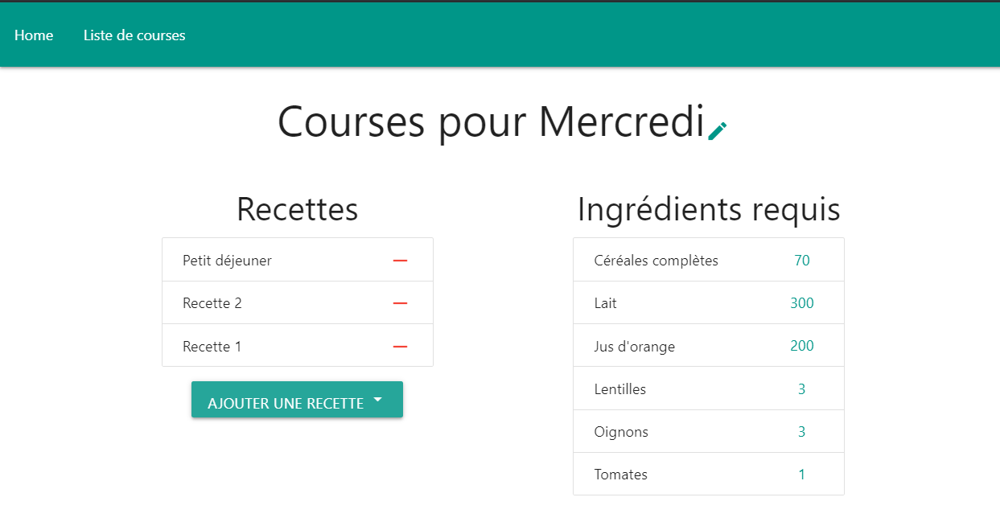 Home Liste de courses
Courses pour Mercredi
Recettes
Petit déjeuner
Recette 2
Recette 1
AJOUTER UNE RECETTE
Ingrédients requis
Céréales complètes 70
Lait 300
Jus d'orange 200
Lentilles 3
Oignons 3
Tomates 1